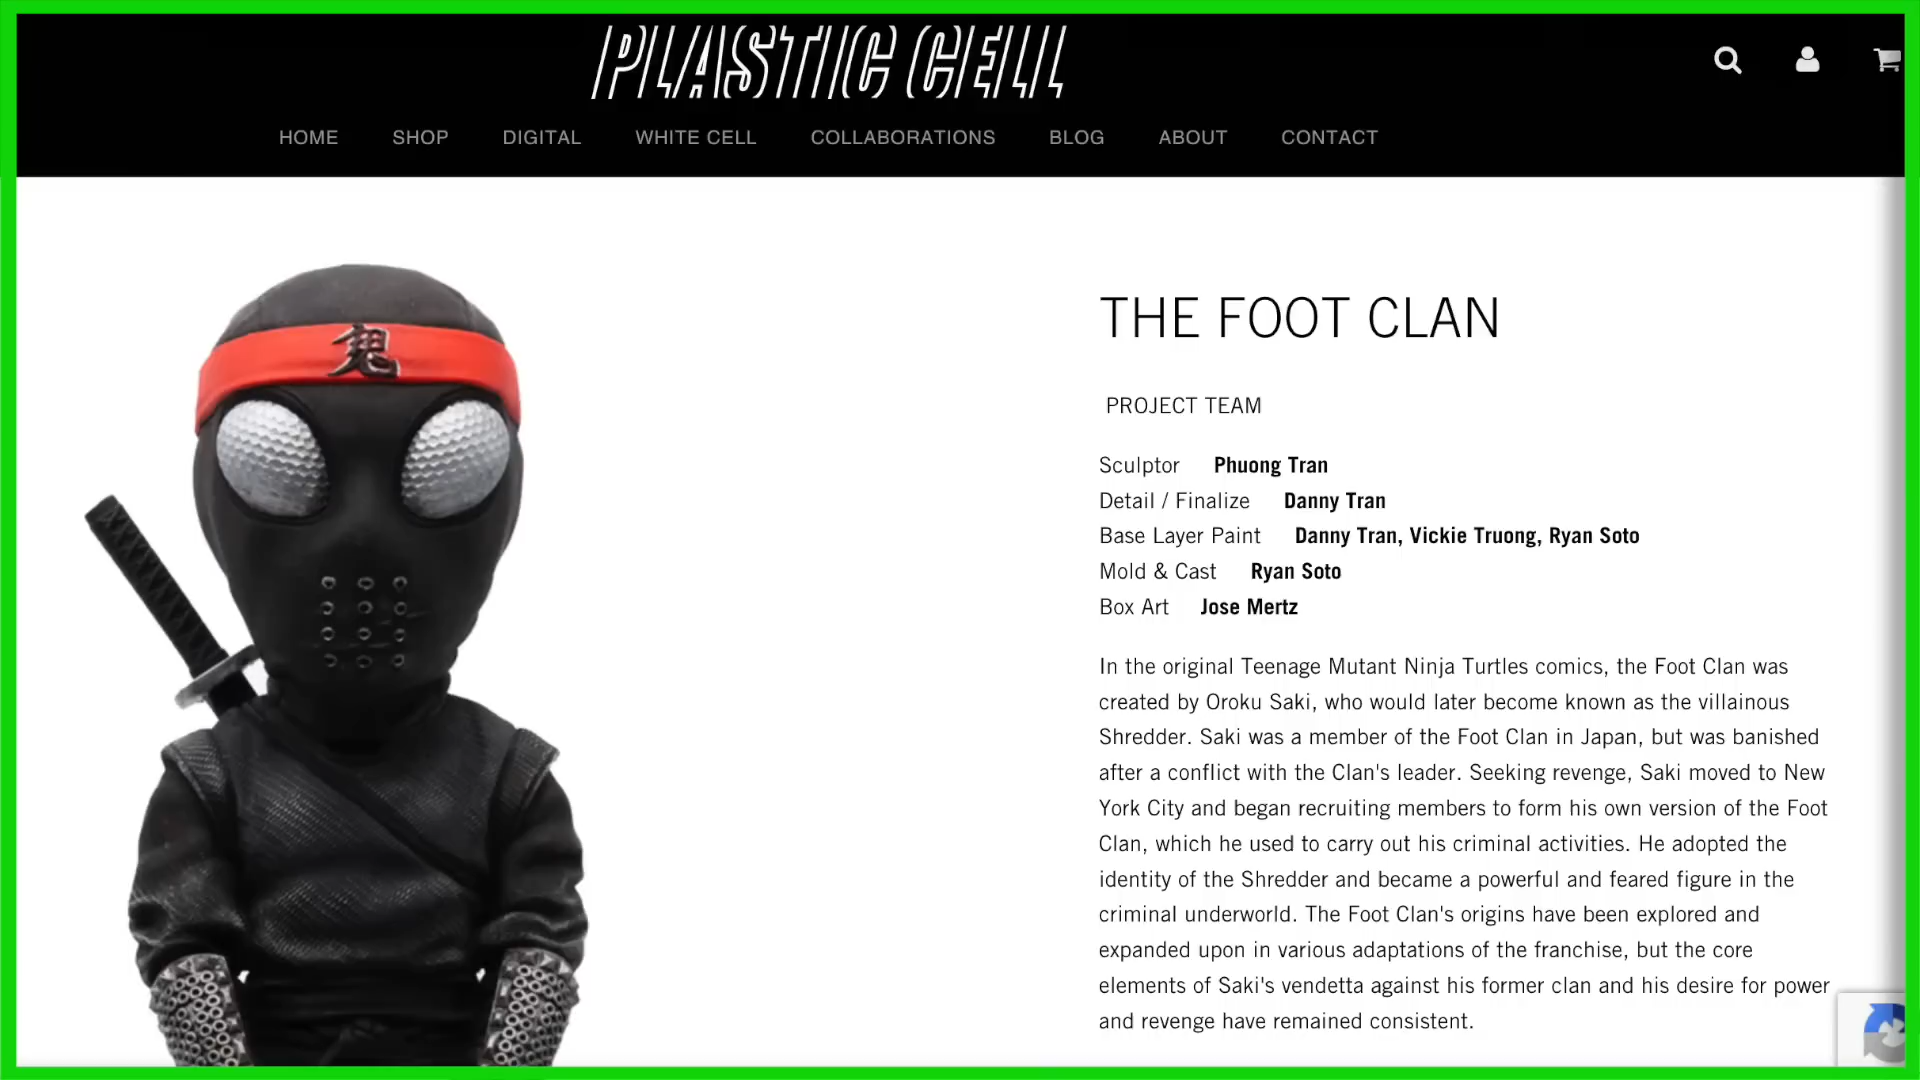 PLASTIC CELL
HOME SHOP DIGITAL WHITE CELL COLLABORATIONS BLOG ABOUT CONTACT
鬼
THE FOOT CLAN
PROJECT TEAM
Sculptor Phuong Tran
Detail / Finalize Danny Tran
Base Layer Paint Danny Tran, Vickie Truong, Ryan Soto
Mold & Cast Ryan Soto
Box Art Jose Mertz
In the original Teenage Mutant Ninja Turtles comics, the Foot Clan was
created by Oroku Saki, who would later become known as the villainous
Shredder. Saki was a member of the Foot Clan in Japan, but was banished
after a conflict with the Clan's leader. Seeking revenge, Saki moved to New
York City and began recruiting members to form his own version of the Foot
Clan, which he used to carry out his criminal activities. He adopted the
identity of the Shredder and became a powerful and feared figure in the
criminal underworld. The Foot Clan's origins have been explored and
expanded upon in various adaptations of the franchise, but the core
elements of Saki's vendetta against his former clan and his desire for power
and revenge have remained consistent.